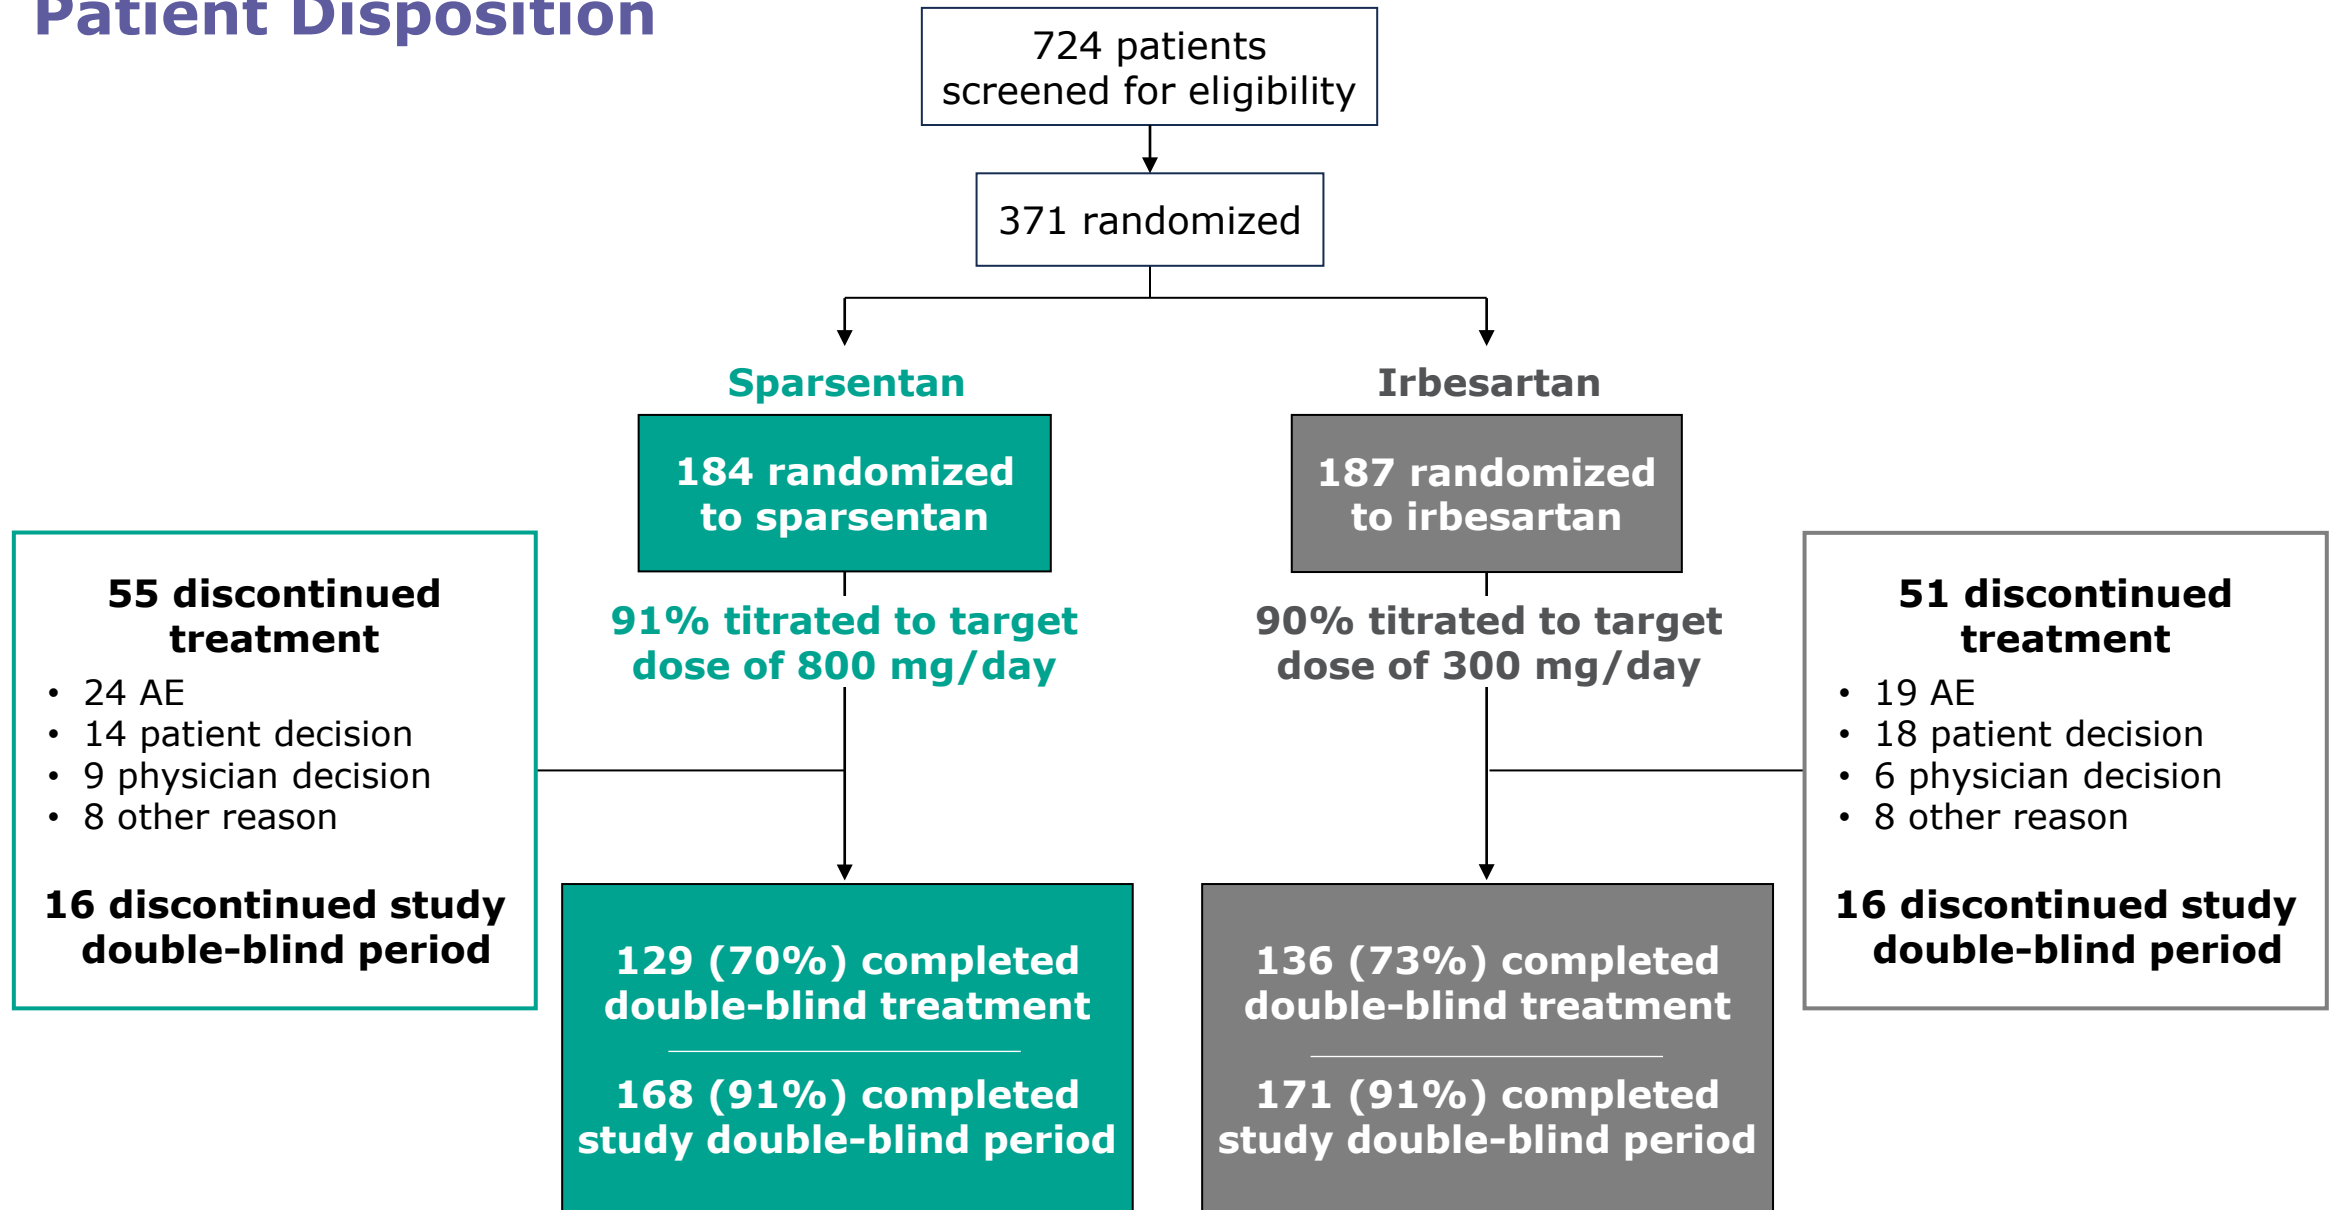 Patient Disposition
724 patients
screened for eligibility
371 randomized
Sparsentan
184 randomized
to sparsentan
91% titrated to target
dose of 800 mg/day
55 discontinued
treatment
• 24 AE
• 14 patient decision
• 9 physician decision
• 8 other reason
16 discontinued study
double-blind period
129 (70%) completed
double-blind treatment
168 (91%) completed
study double-blind period
Irbesartan
187 randomized
to irbesartan
90% titrated to target
dose of 300 mg/day
51 discontinued
treatment
• 19 AE
• 18 patient decision
• 6 physician decision
• 8 other reason
16 discontinued study
double-blind period
136 (73%) completed
double-blind treatment
171 (91%) completed
study double-blind period